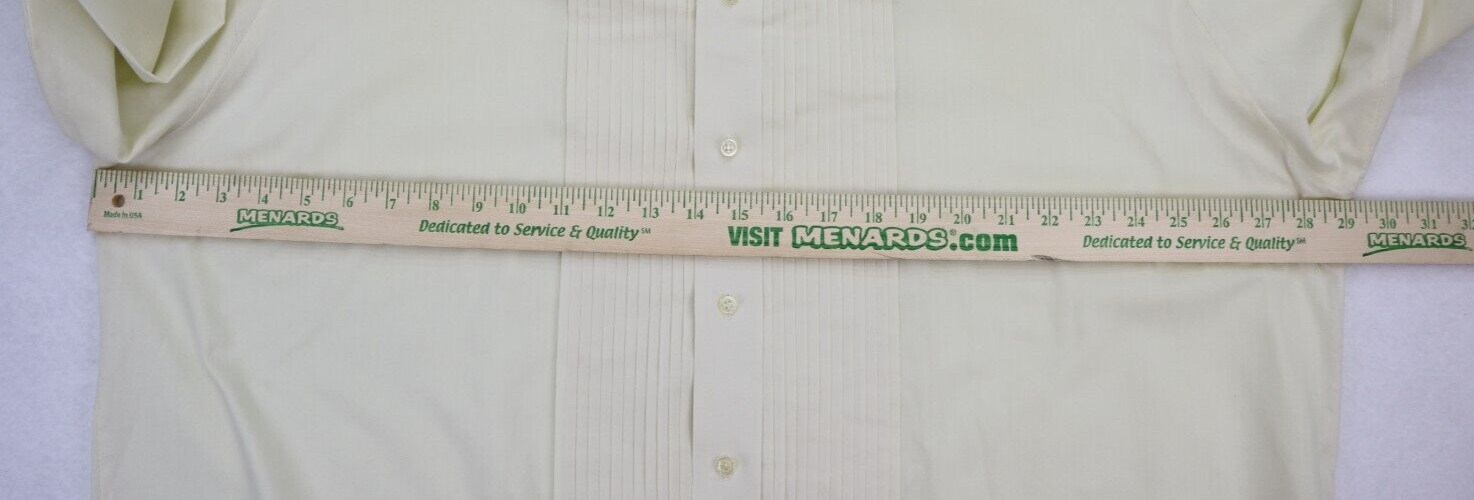 1 2 3 4 5 6 7 8 9 10 11 12 13 14 15 16 17 18 19 20 21 22 23 24 25 26 27 28 29 30 31
Made in USA MENARDS Dedicated to Service & Quality℠ VISIT MENARDS®.com Dedicated to Service & Quality℠ MENARDS